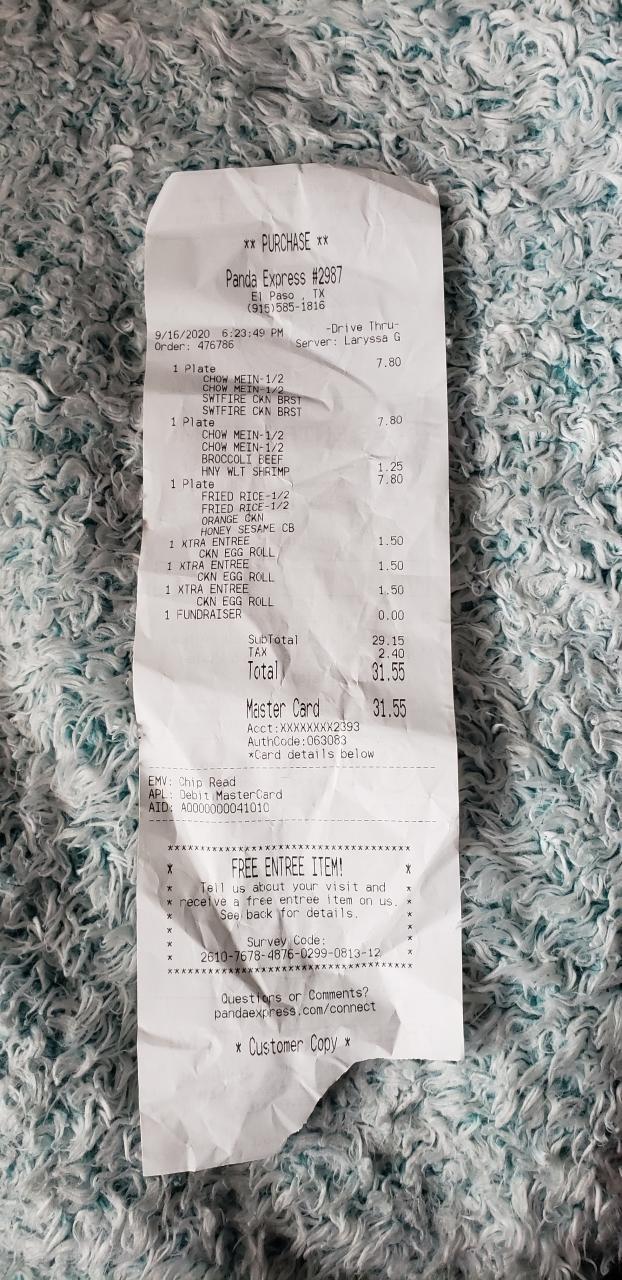 ** PURCHASE **
Panda Express #2987
El Paso , TX
(915)585-1816
9/16/2020 6:23:49 PM -Drive Thru-
Order: 476786 Server: Laryssa G
1 Plate 7.80
CHOW MEIN-1/2
CHOW MEIN-1/2
SWTFIRE CKN BRST
SWTFIRE CKN BRST
1 Plate 7.80
CHOW MEIN-1/2
CHOW MEIN-1/2
BROCCOLI BEEF
HNY WLT SHRIMP 1.25
1 Plate 7.80
FRIED RICE-1/2
FRIED RICE-1/2
ORANGE CKN
HONEY SESAME CB
1 XTRA ENTREE 1.50
CKN EGG ROLL
1 XTRA ENTREE 1.50
CKN EGG ROLL
1 XTRA ENTREE 1.50
CKN EGG ROLL
1 FUNDRAISER 0.00
SubTotal 29.15
TAX 2.40
Total 31.55
Master Card 31.55
Acct:XXXXXXXX2393
AuthCode:063083
*Card details below
EMV: Chip Read
APL: Debit MasterCard
AID: A0000000041010
FREE ENTREE ITEM!
Tell us about your visit and
receive a free entree item on us.
See back for details.
Survey Code:
2610-7678-4876-0299-0813-12
Questions or Comments?
pandaexpress.com/connect
* Customer Copy *